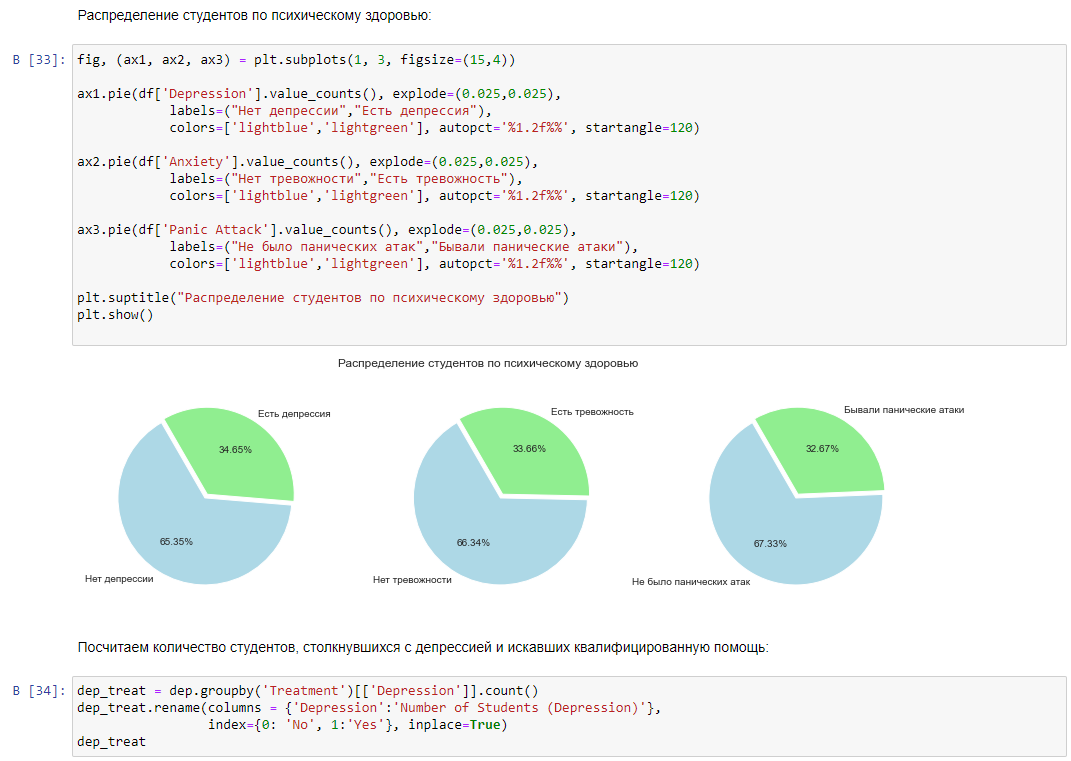 Распределение студентов по психическому здоровью:
В [33]: fig, (ax1, ax2, ax3) = plt.subplots(1, 3, figsize=(15,4))
ax1.pie(df['Depression'].value_counts(), explode=(0.025,0.025),
labels=("Нет депрессии","Есть депрессия"),
colors=['lightblue','lightgreen'], autopct='%1.2f%%', startangle=120)
ax2.pie(df['Anxiety'].value_counts(), explode=(0.025,0.025),
labels=("Нет тревожности","Есть тревожность"),
colors=['lightblue','lightgreen'], autopct='%1.2f%%', startangle=120)
ax3.pie(df['Panic Attack'].value_counts(), explode=(0.025,0.025),
labels=("Не было панических атак","Бывали панические атаки"),
colors=['lightblue','lightgreen'], autopct='%1.2f%%', startangle=120)
plt.suptitle("Распределение студентов по психическому здоровью")
plt.show()
Распределение студентов по психическому здоровью
Есть депрессия
34.65%
65.35%
Нет депрессии
Есть тревожность
33.66%
66.34%
Нет тревожности
Бывали панические атаки
32.67%
67.33%
Не было панических атак
Посчитаем количество студентов, столкнувшихся с депрессией и искавших квалифицированную помощь:
В [34]: dep_treat = dep.groupby('Treatment')[['Depression']].count()
dep_treat.rename(columns = {'Depression':'Number of Students (Depression)'},
index={0: 'No', 1:'Yes'}, inplace=True)
dep_treat